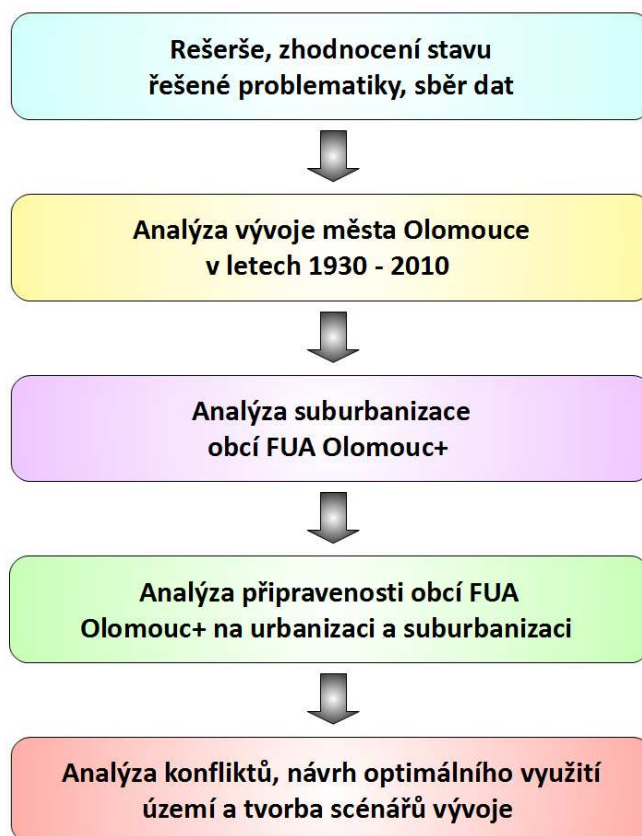 Rešerše, zhodnocení stavu
řešené problematiky, sběr dat
Analýza vývoje města Olomouce
v letech 1930 - 2010
Analýza suburbanizace
obcí FUA Olomouc+
Analýza připravenosti obcí FUA
Olomouc+ na urbanizaci a suburbanizaci
Analýza konfliktů, návrh optimálního využití
území a tvorba scénářů vývoje